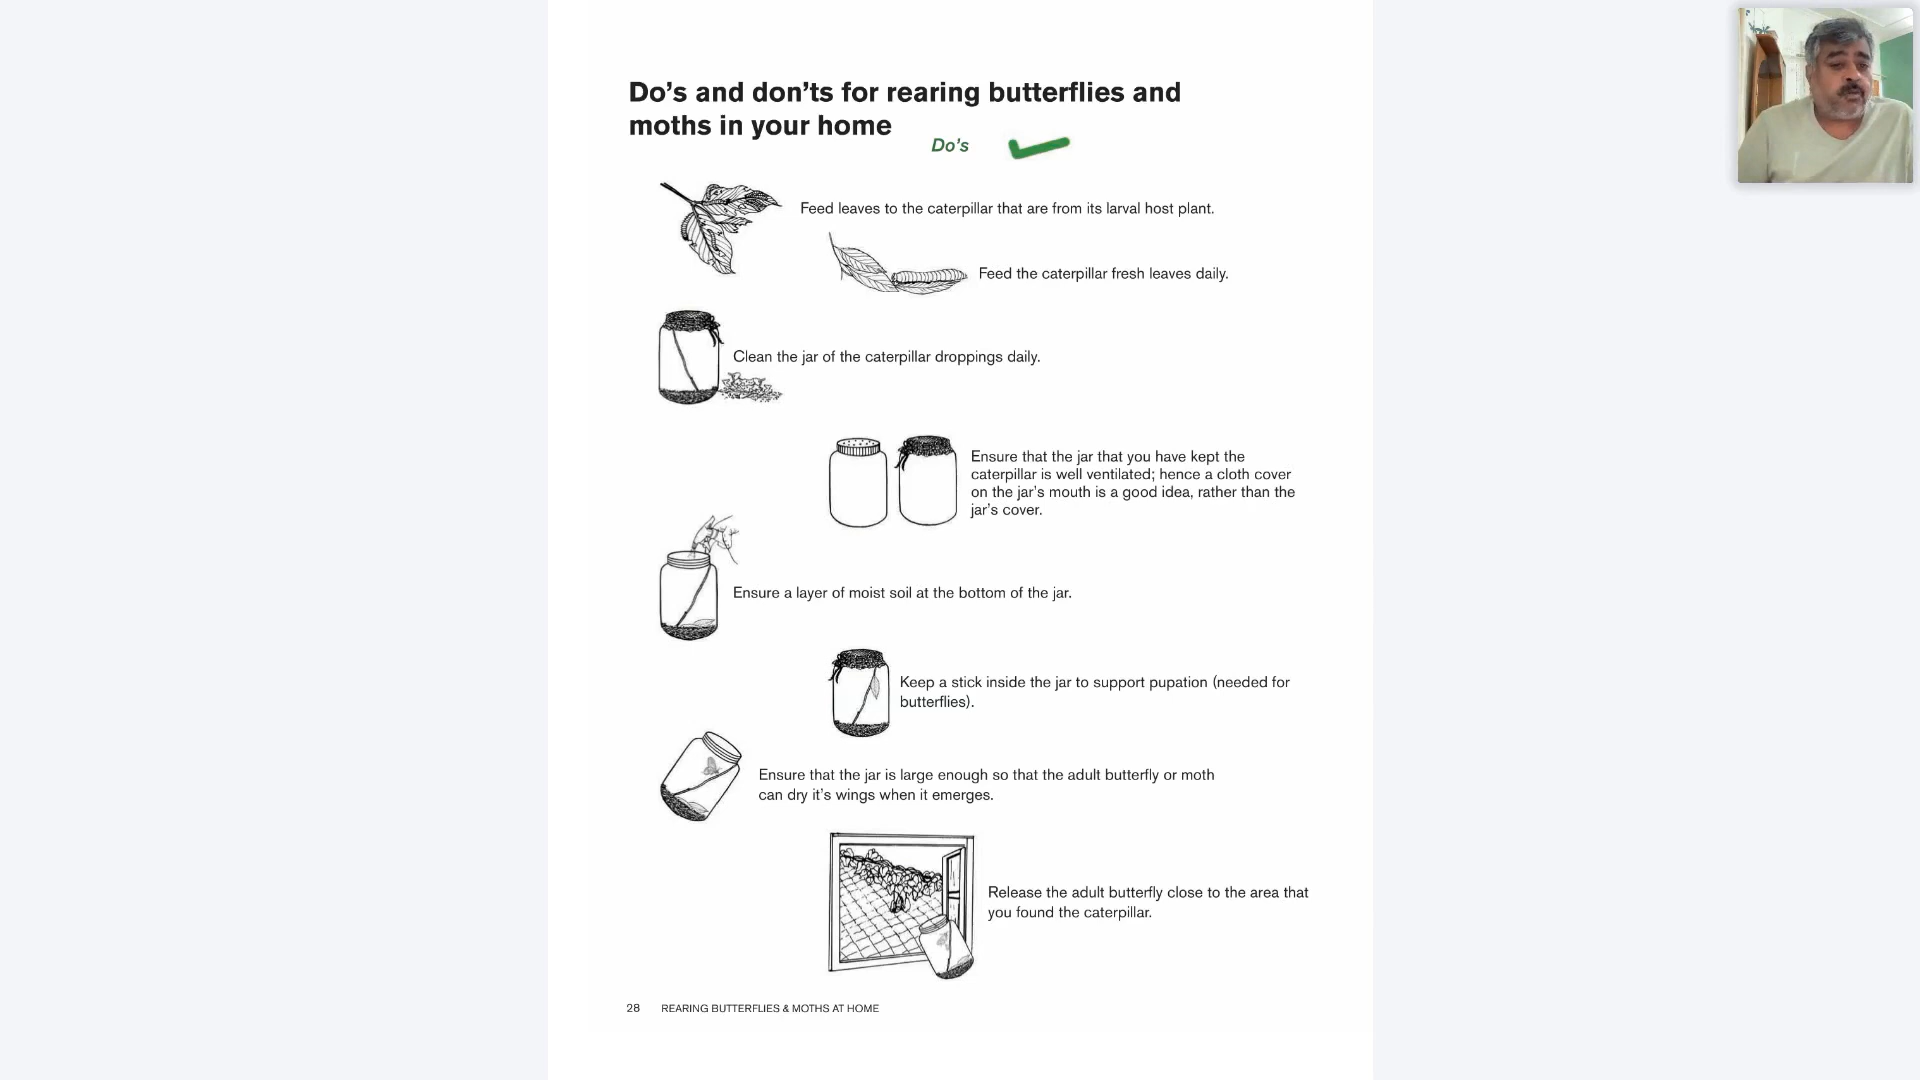 Do's and don'ts for rearing butterflies and
moths in your home
Do's
Feed leaves to the caterpillar that are from its larval host plant.
Feed the caterpillar fresh leaves daily.
Clean the jar of the caterpillar droppings daily.
Ensure that the jar that you have kept the
caterpillar is well ventilated; hence a cloth cover
on the jar's mouth is a good idea, rather than the
jar's cover.
Ensure a layer of moist soil at the bottom of the jar.
Keep a stick inside the jar to support pupation (needed for
butterflies).
Ensure that the jar is large enough so that the adult butterfly or moth
can dry it's wings when it emerges.
Release the adult butterfly close to the area that
you found the caterpillar.
28 REARING BUTTERFLIES & MOTHS AT HOME